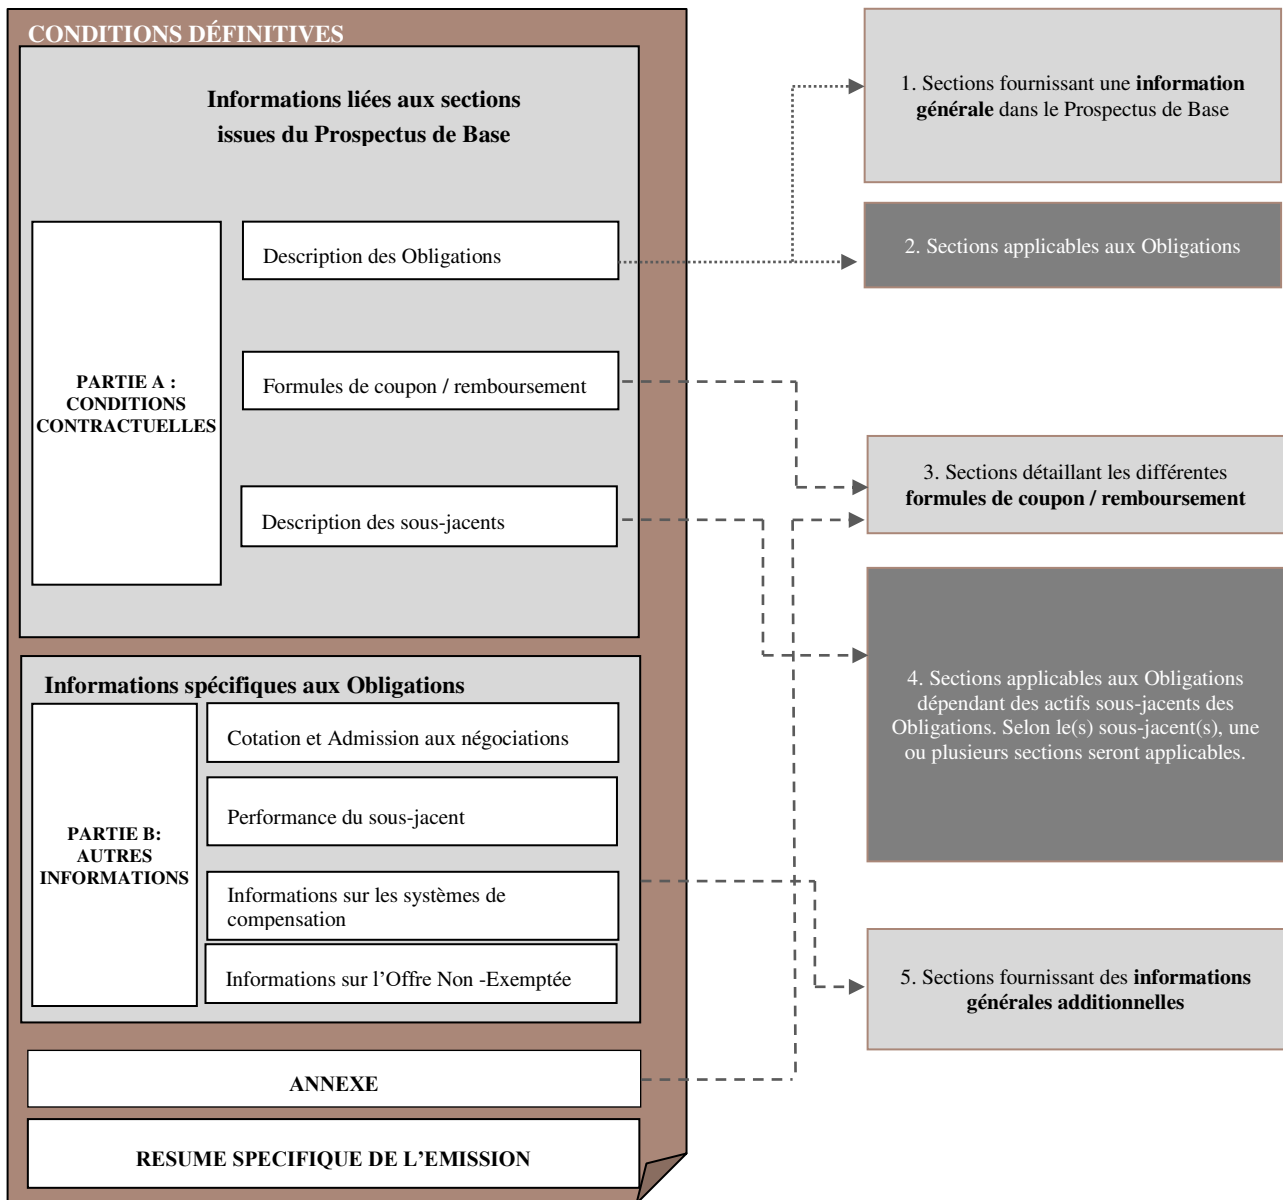 CONDITIONS DÉFINITIVES
Informations liées aux sections
issues du Prospectus de Base
PARTIE A :
CONDITIONS
CONTRACTUELLES
Description des Obligations
Formules de coupon / remboursement
Description des sous-jacents
Informations spécifiques aux Obligations
PARTIE B:
AUTRES
INFORMATIONS
Cotation et Admission aux négociations
Performance du sous-jacent
Informations sur les systèmes de
compensation
Informations sur l'Offre Non -Exemptée
ANNEXE
RESUME SPECIFIQUE DE L'EMISSION
1. Sections fournissant une information
générale dans le Prospectus de Base
2. Sections applicables aux Obligations
3. Sections détaillant les différentes
formules de coupon / remboursement
4. Sections applicables aux Obligations
dépendant des actifs sous-jacents des
Obligations. Selon le(s) sous-jacent(s), une
ou plusieurs sections seront applicables.
5. Sections fournissant des informations
générales additionnelles